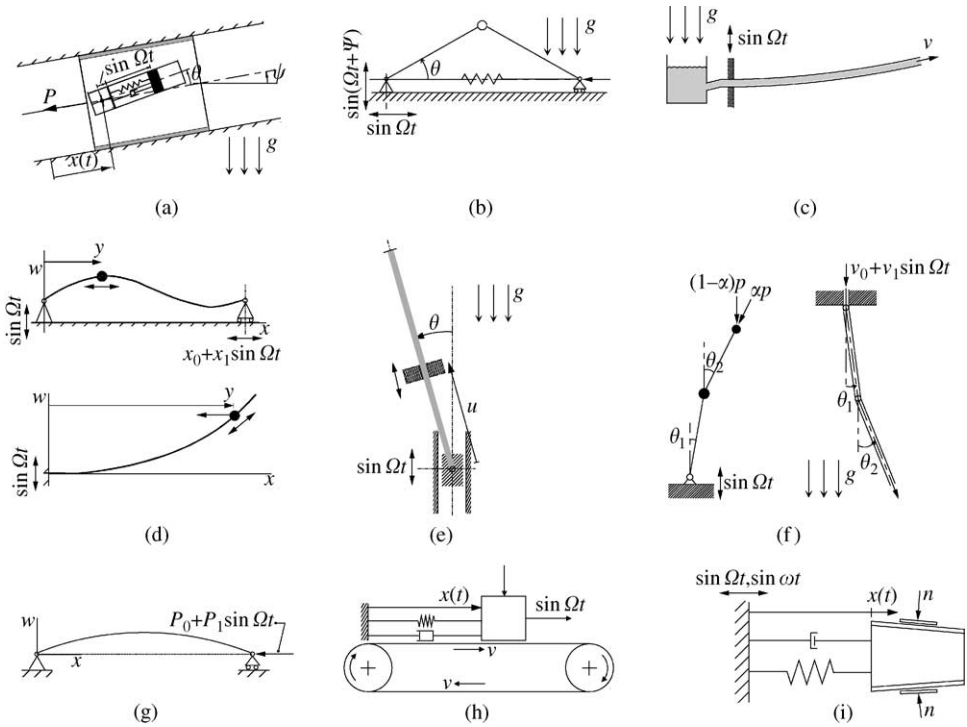 sin Ωt
θ
ψ
P
x(t)
g
(a)
sin(Ωt+Ψ)
θ
g
sin Ωt
(b)
g
sin Ωt
v
(c)
w
y
sin Ωt
x
x₀+x₁sin Ωt
w
y
sin Ωt
x
(d)
θ
g
u
sin Ωt
(e)
(1-α)p
αp
θ₂
θ₁
sin Ωt
v₀+v₁sin Ωt
θ₁
θ₂
g
(f)
w
P₀+P₁sin Ωt
x
(g)
x(t)
sin Ωt
v
v
(h)
sin Ωt,sin ωt
x(t)
n
n
(i)